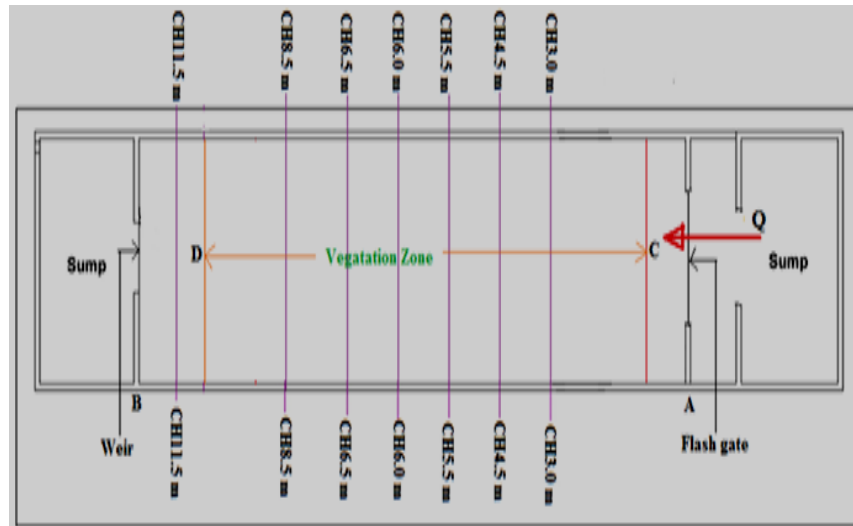 CH11.5 m
CH8.5 m
CH6.5 m
CH6.0 m
CH5.5 m
CH4.5 m
CH3.0 m
Q
D
Vegatation Zone
C
Sump
Sump
B
A
Weir
Flash gate
CH11.5 m
CH8.5 m
CH6.5 m
CH6.0 m
CH5.5 m
CH4.5 m
CH3.0 m